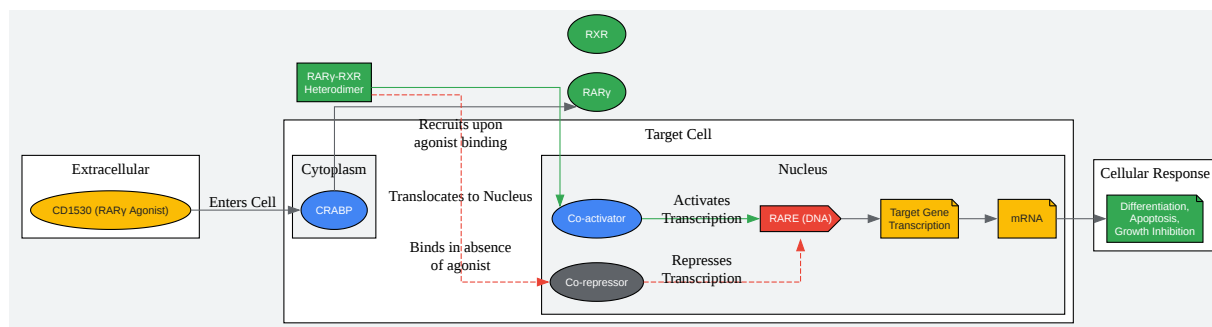 RXR
RARγ-RXR
Heterodimer
RARγ
Recruits upon
agonist binding
Target Cell
Extracellular
CD1530 (RARγ Agonist)
Enters Cell
Cytoplasm
CRABP
Translocates to Nucleus
Binds in absence
of agonist
Nucleus
Co-activator
Activates
Transcription
RARE (DNA)
Target Gene
Transcription
mRNA
Co-repressor
Represses
Transcription
Cellular Response
Differentiation,
Apoptosis,
Growth Inhibition